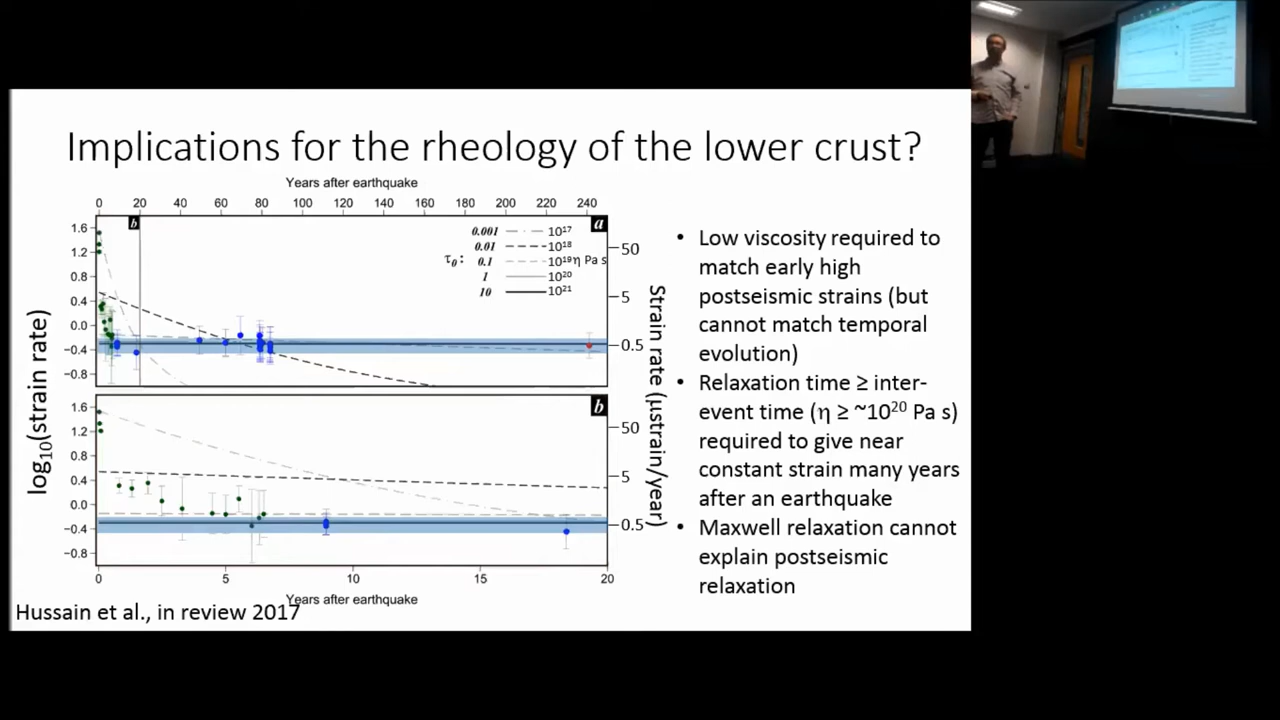 Implications for the rheology of the lower crust?
Years after earthquake
0 20 40 60 80 100 120 140 160 180 200 220 240
b
a
1.6
1.2
0.8
0.4
0.0
−0.4
−0.8
50
5
0.5
0.001 10¹⁷
0.01 10¹⁸
τ₀: 0.1 10¹⁹ η Pa s
1 10²⁰
10 10²¹
log₁₀(strain rate)
Strain rate (μstrain/year)
b
1.6
1.2
0.8
0.4
0.0
−0.4
−0.8
50
5
0.5
0 5 10 15 20
Years after earthquake
Hussain et al., in review 2017
• Low viscosity required to
match early high
postseismic strains (but
cannot match temporal
evolution)
• Relaxation time ≥ inter-
event time (η ≥ ~10²⁰ Pa s)
required to give near
constant strain many years
after an earthquake
• Maxwell relaxation cannot
explain postseismic
relaxation